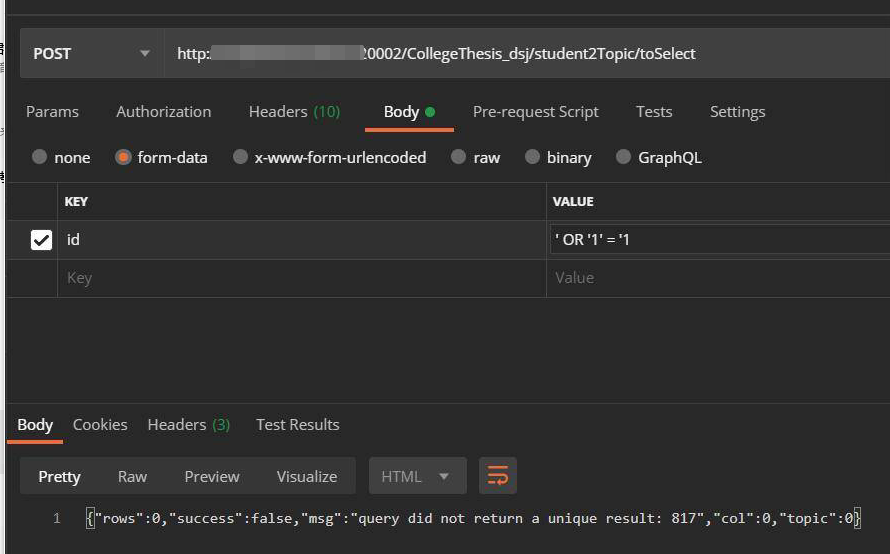 POST http: 20002/CollegeThesis_dsj/student2Topic/toSelect
Params Authorization Headers (10) Body Pre-request Script Tests Settings
none form-data x-www-form-urlencoded raw binary GraphQL
KEY VALUE
id ' OR '1' = '1
Key Value
Body Cookies Headers (3) Test Results
Pretty Raw Preview Visualize HTML
1 {"rows":0,"success":false,"msg":"query did not return a unique result: 817","col":0,"topic":0}